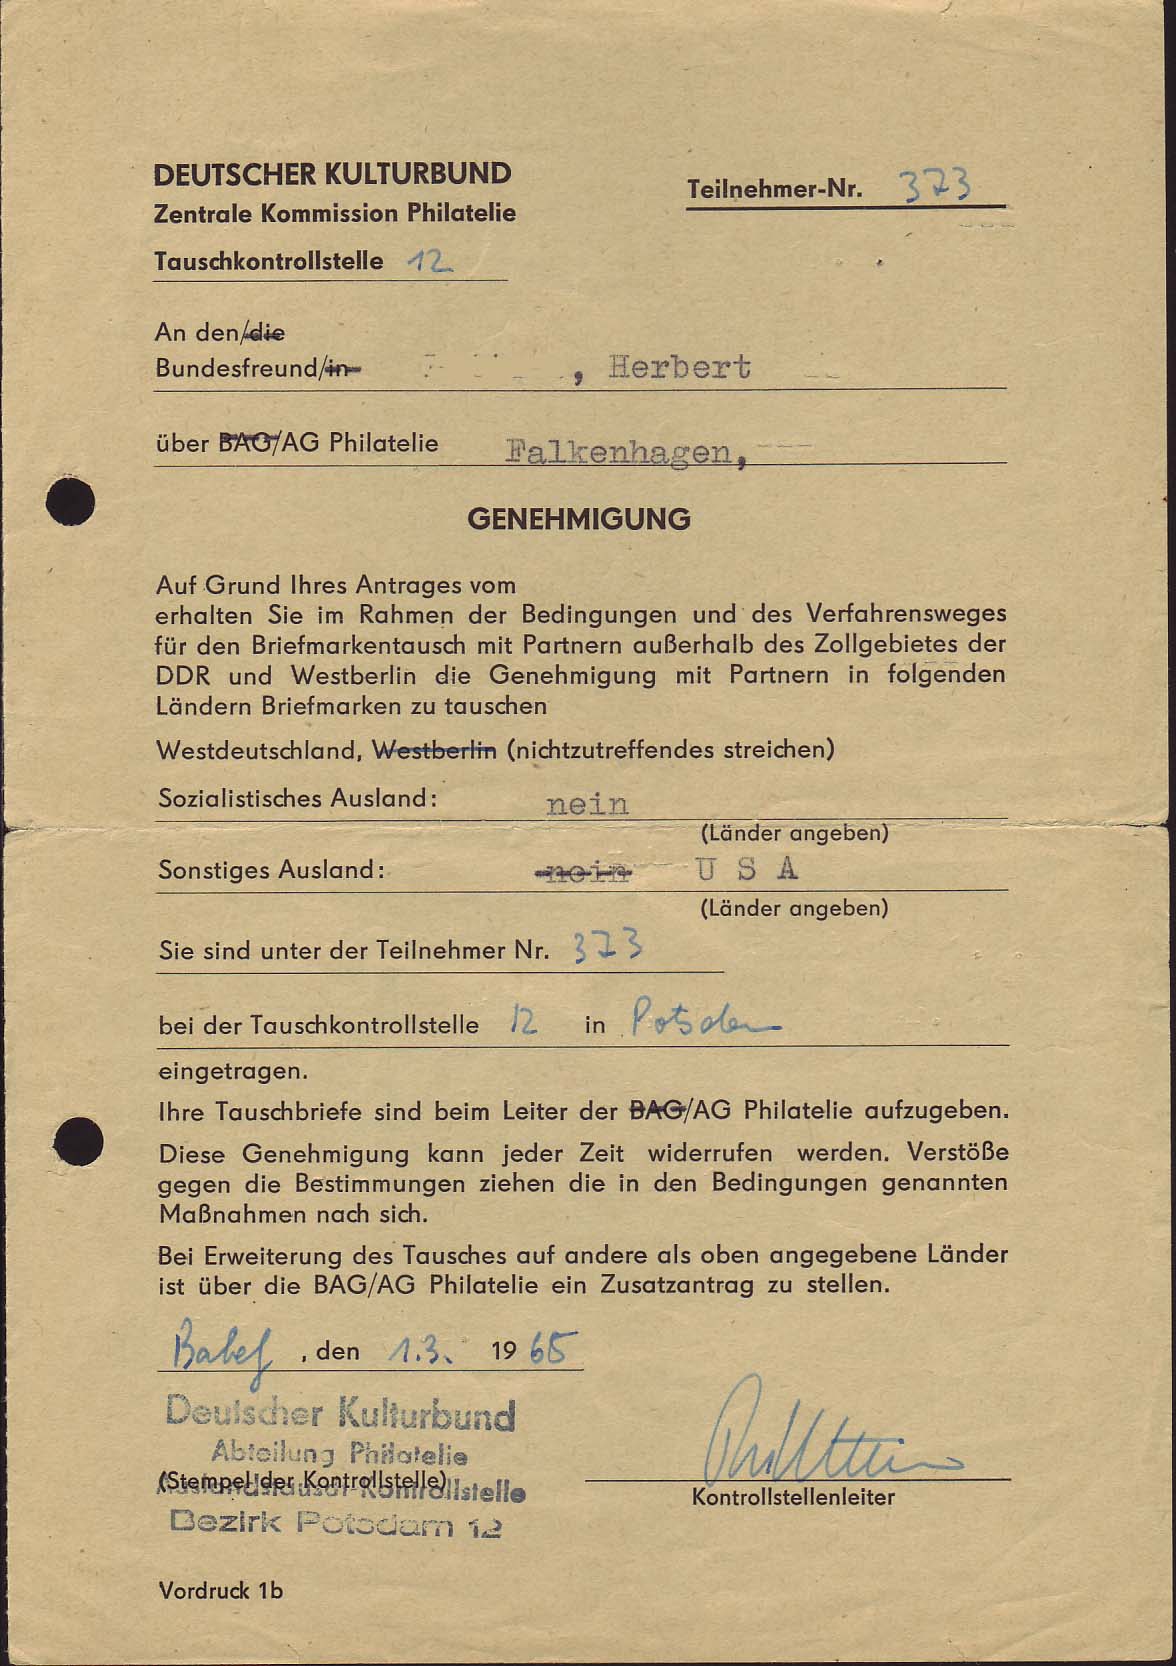 DEUTSCHER KULTURBUND
Zentrale Kommission Philatelie
Teilnehmer-Nr. 373
Tauschkontrollstelle 12
An den/die
Bundesfreund/in , Herbert
über BAG/AG Philatelie Falkenhagen,
GENEHMIGUNG
Auf Grund Ihres Antrages vom
erhalten Sie im Rahmen der Bedingungen und des Verfahrensweges
für den Briefmarkentausch mit Partnern außerhalb des Zollgebietes der
DDR und Westberlin die Genehmigung mit Partnern in folgenden
Ländern Briefmarken zu tauschen
Westdeutschland, Westberlin (nichtzutreffendes streichen)
Sozialistisches Ausland: nein
(Länder angeben)
Sonstiges Ausland: nein U S A
(Länder angeben)
Sie sind unter der Teilnehmer Nr. 373
bei der Tauschkontrollstelle 12 in Potsdam
eingetragen.
Ihre Tauschbriefe sind beim Leiter der BAG/AG Philatelie aufzugeben.
Diese Genehmigung kann jeder Zeit widerrufen werden. Verstöße
gegen die Bestimmungen ziehen die in den Bedingungen genannten
Maßnahmen nach sich.
Bei Erweiterung des Tausches auf andere als oben angegebene Länder
ist über die BAG/AG Philatelie ein Zusatzantrag zu stellen.
, den 1.3. 1965
Deutscher Kulturbund
Abteilung Philatelie
(Stempel der Kontrollstelle)
Auslandstausch-Kontrollstelle
Bezirk Potsdam 12
Kontrollstellenleiter
Vordruck 1b